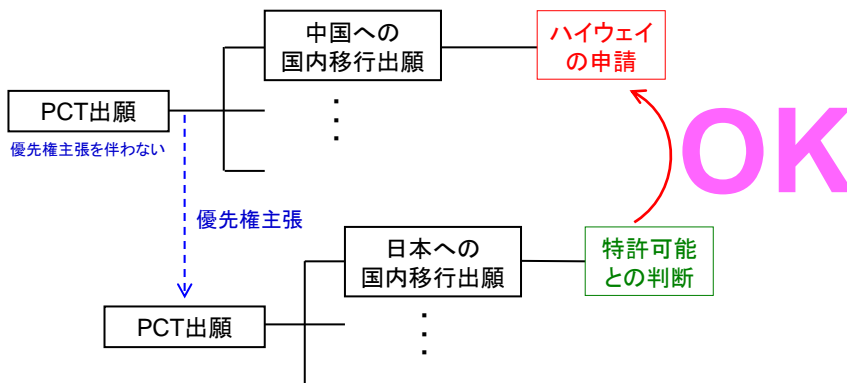 中国への
国内移行出願
ハイウェイ
の申請
PCT出願
優先権主張を伴わない
OK
優先権主張
日本への
国内移行出願
特許可能
との判断
PCT出願